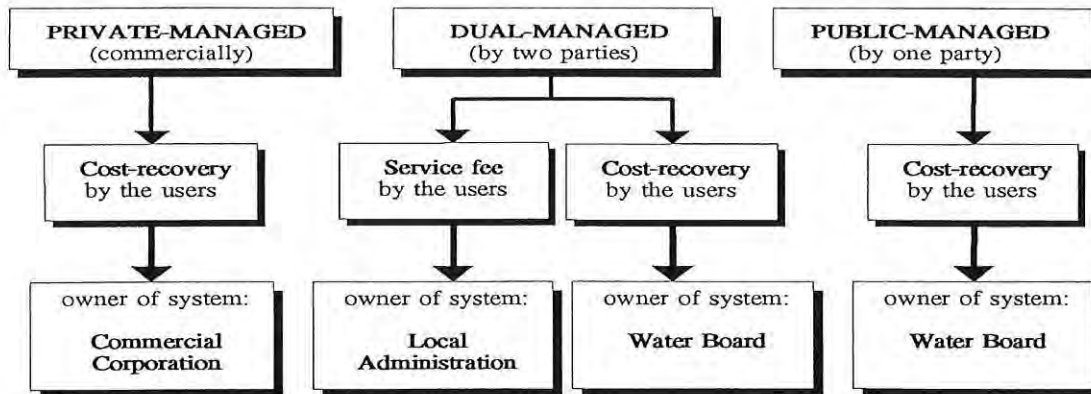 PRIVATE-MANAGED
(commercially)
DUAL-MANAGED
(by two parties)
PUBLIC-MANAGED
(by one party)
Cost-recovery
by the users
Service fee
by the users
Cost-recovery
by the users
Cost-recovery
by the users
owner of system:
Commercial
Corporation
owner of system:
Local
Administration
owner of system:
Water Board
owner of system:
Water Board